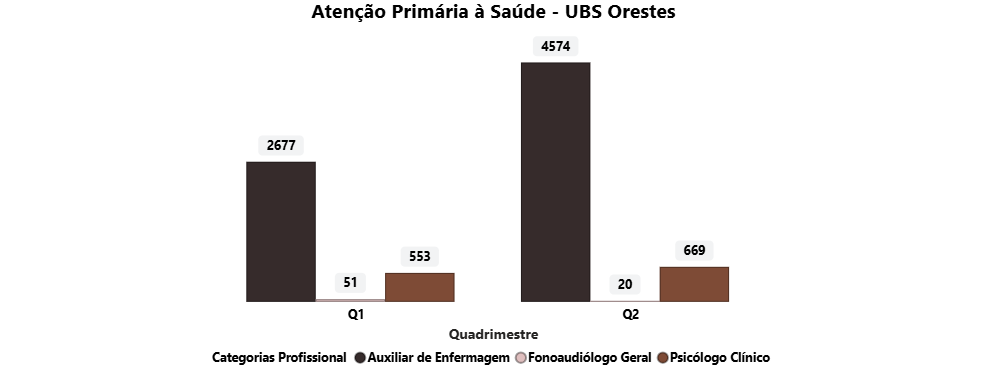 Atenção Primária à Saúde - UBS Orestes
4574
2677
669
553
51
20
Q1 Q2
Quadrimestre
Categorias Profissional Auxiliar de Enfermagem Fonoaudiólogo Geral Psicólogo Clínico